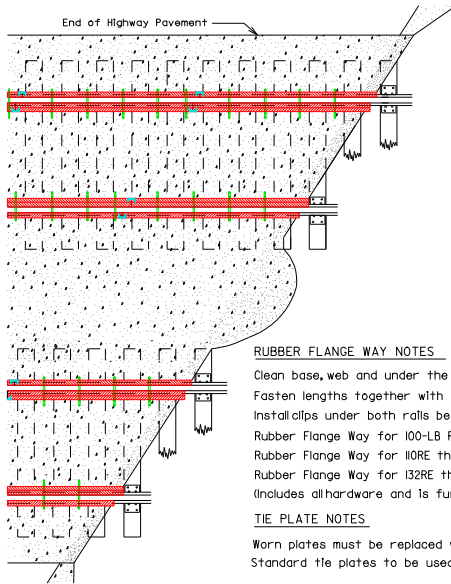 End of Highway Pavement
RUBBER FLANGE WAY NOTES
Clean base, web and under the
Fasten lengths together with
Install clips under both rails be
Rubber Flange Way for 100-LB
Rubber Flange Way for 110RE th
Rubber Flange Way for 132RE th
(Includes all hardware and is fu
TIE PLATE NOTES
Worn plates must be replaced
Standard tie plates to be used